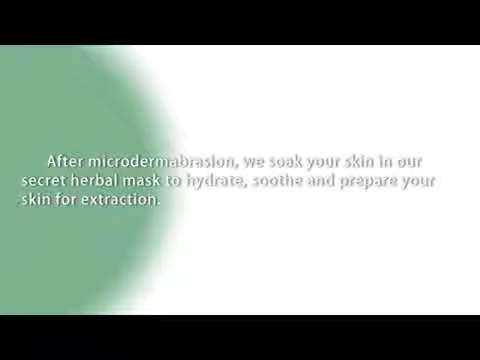 After microdermabrasion, we soak your skin in our
secret herbal mask to hydrate, soothe and prepare your
skin for extraction.